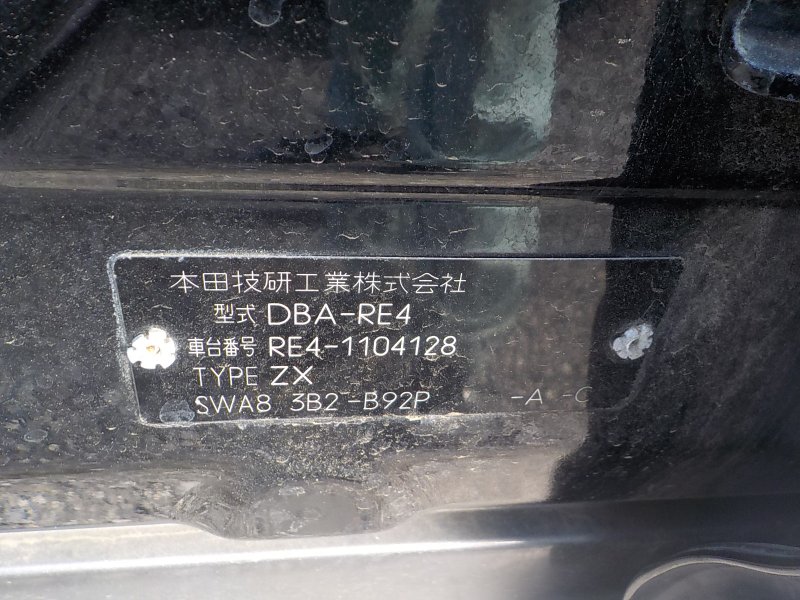 本田技研工業株式会社
型式 DBA-RE4
車台番号 RE4-1104128
TYPE ZX
SWA8 3B2-B92P -A -C